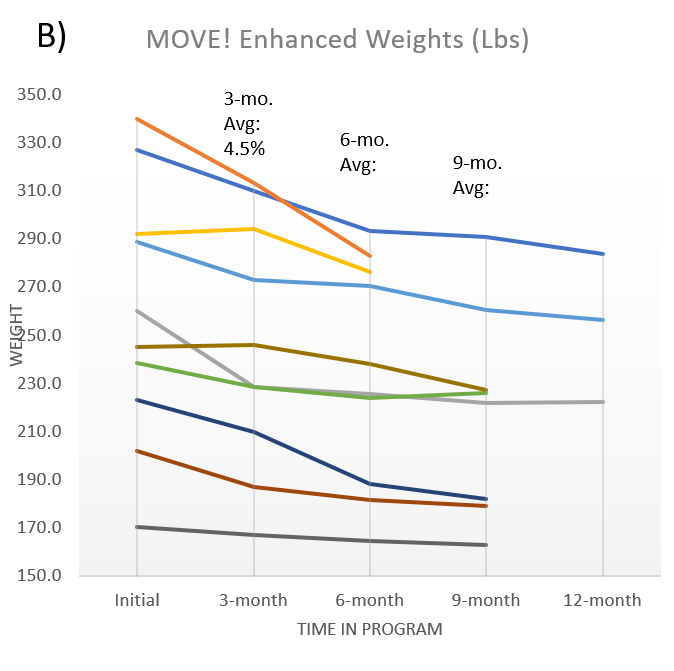 B)
MOVE! Enhanced Weights (Lbs)
350.0
330.0
310.0
290.0
270.0
250.0
230.0
210.0
190.0
170.0
150.0
WEIGHT
3-mo.
Avg:
4.5%
6-mo.
Avg:
9-mo.
Avg:
Initial
3-month
6-month
9-month
12-month
TIME IN PROGRAM